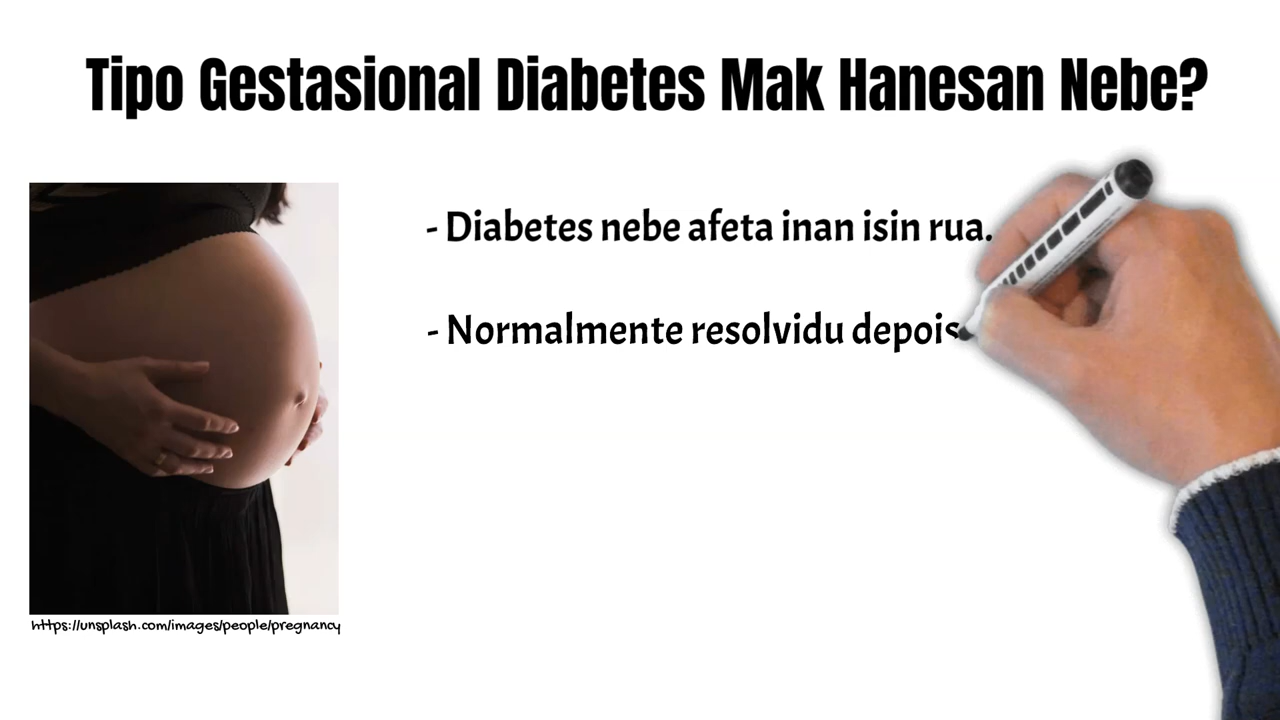 Tipo Gestasional Diabetes Mak Hanesan Nebe?
- Diabetes nebe afeta inan isin rua.
- Normalmente resolvidu depois
https://unsplash.com/images/people/pregnancy